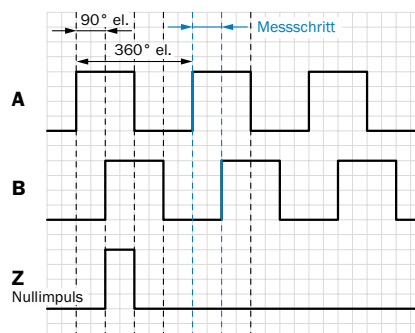 90° el.
Messschritt
360° el.
A
B
Z
Nullimpuls